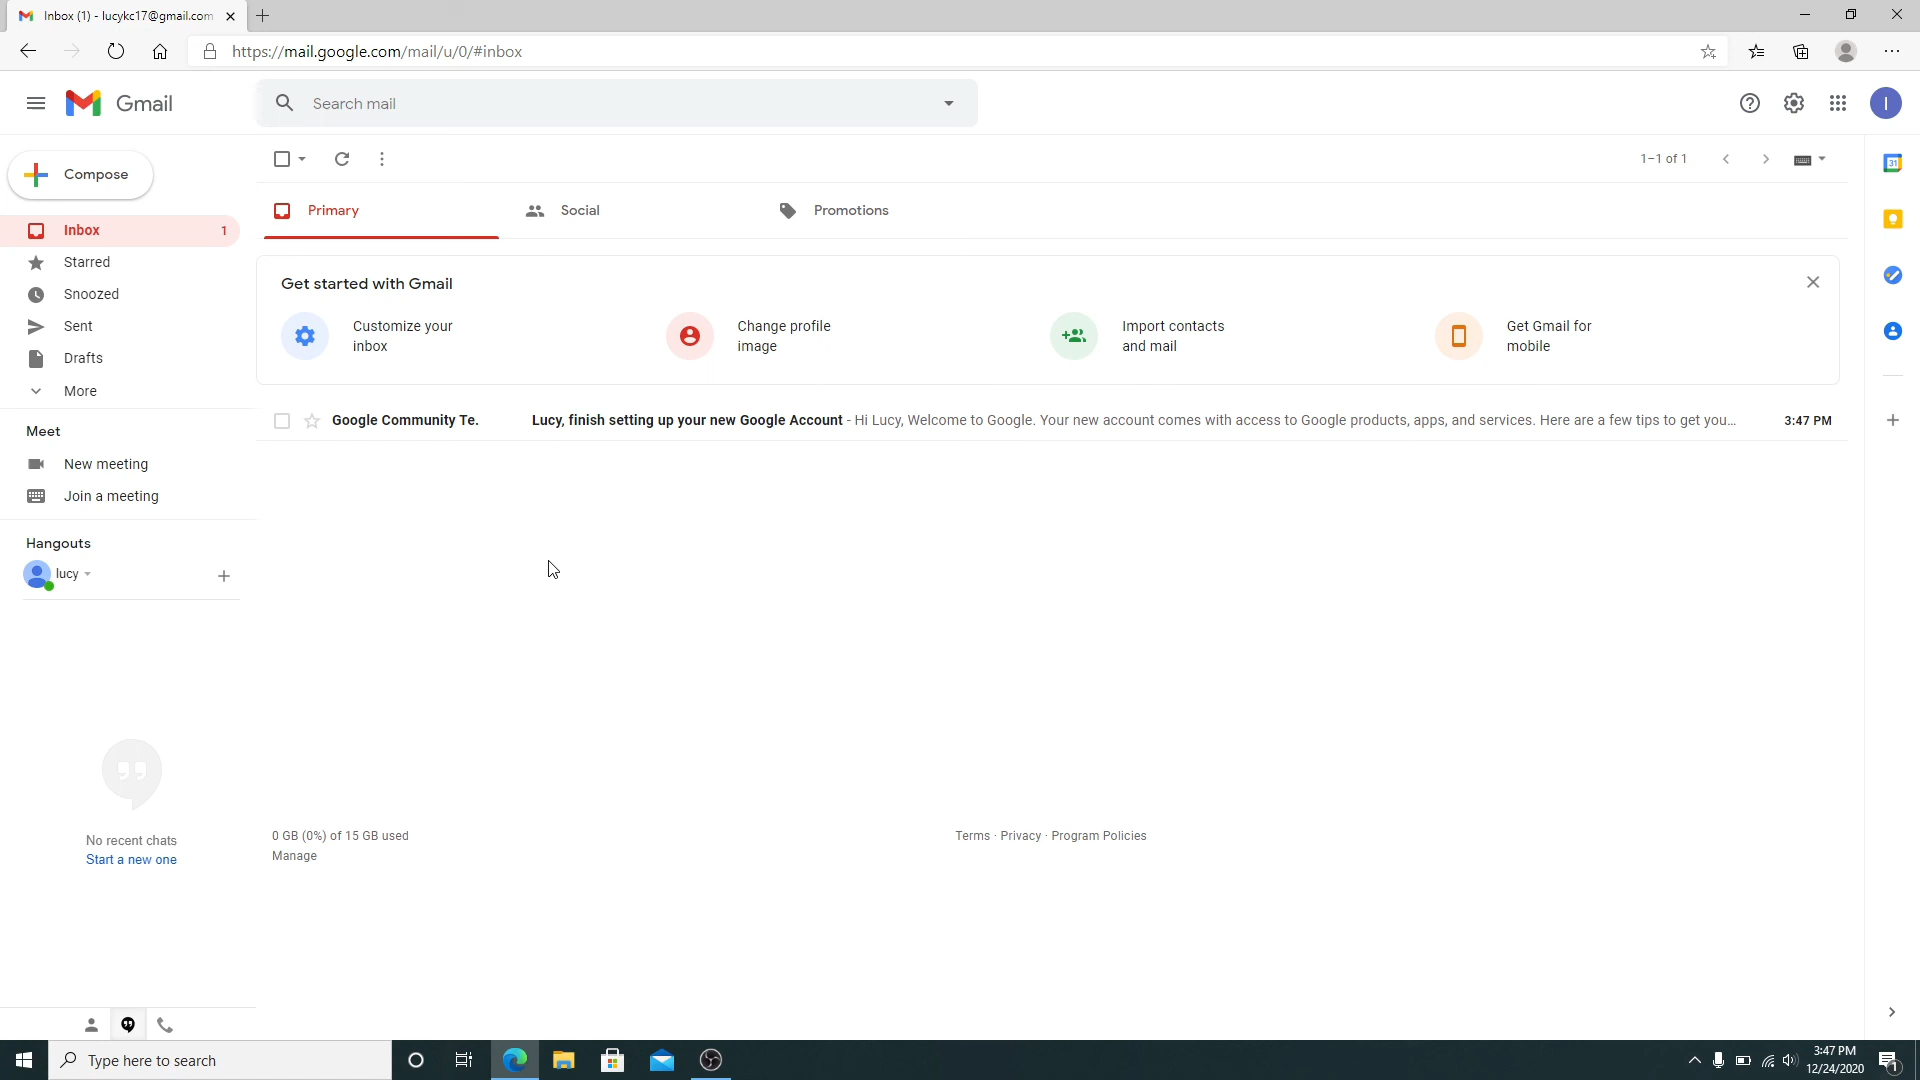 Inbox (1) - lucykc17@gmail.com
https://mail.google.com/mail/u/0/#inbox
Gmail
Search mail
I
Compose
1–1 of 1
31
Primary
Social
Promotions
Inbox 1
Starred
Snoozed
Sent
Drafts
More
Get started with Gmail
Customize your
inbox
Change profile
image
Import contacts
and mail
Get Gmail for
mobile
Google Community Te. Lucy, finish setting up your new Google Account - Hi Lucy, Welcome to Google. Your new account comes with access to Google products, apps, and services. Here are a few tips to get you... 3:47 PM
Meet
New meeting
Join a meeting
Hangouts
lucy
No recent chats
Start a new one
0 GB (0%) of 15 GB used
Manage
Terms · Privacy · Program Policies
Type here to search
3:47 PM
12/24/2020
1